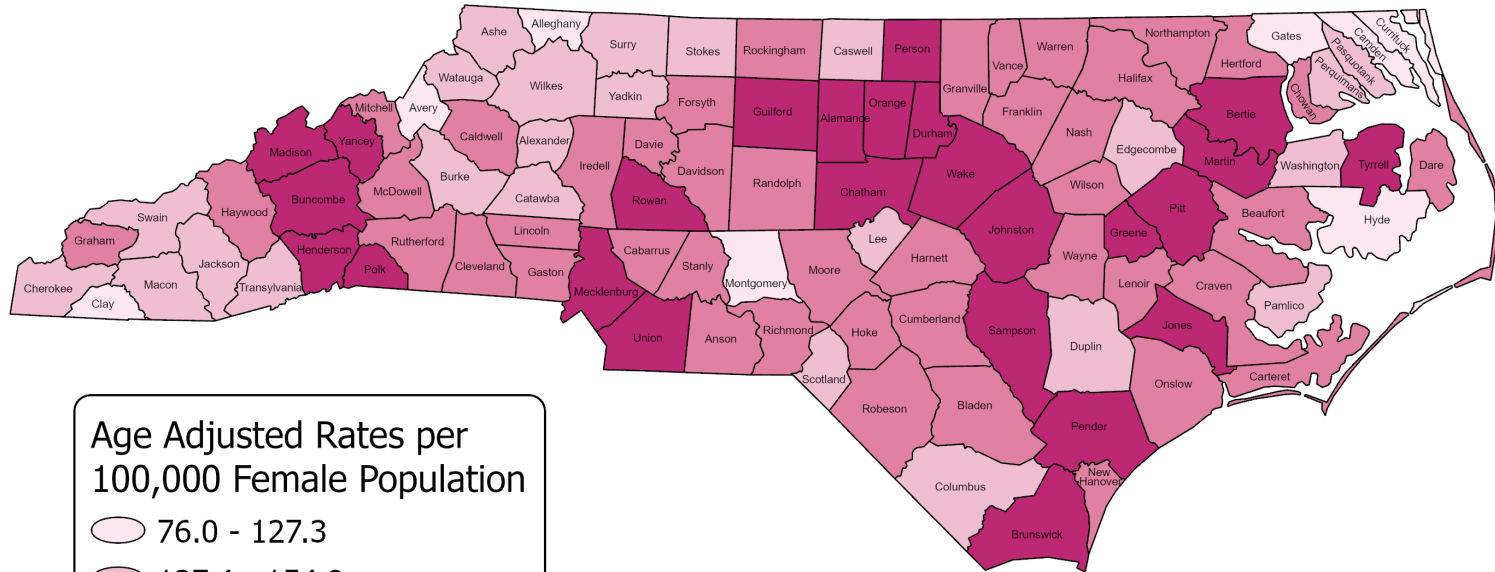 Alleghany
Ashe
Surry
Stokes
Rockingham
Caswell
Person
Granville
Vance
Warren
Northampton
Hertford
Gates
Currituck
Camden
Pasquotank
Perquimans
Chowan
Watauga
Wilkes
Yadkin
Forsyth
Guilford
Alamance
Orange
Durham
Franklin
Halifax
Bertie
Mitchell
Avery
Caldwell
Alexander
Iredell
Davie
Davidson
Randolph
Chatham
Wake
Nash
Edgecombe
Martin
Washington
Tyrrell
Dare
Madison
Yancey
Burke
McDowell
Catawba
Rowan
Wilson
Buncombe
Swain
Haywood
Graham
Henderson
Polk
Rutherford
Cleveland
Lincoln
Gaston
Cabarrus
Stanly
Montgomery
Moore
Lee
Harnett
Johnston
Greene
Pitt
Beaufort
Hyde
Wayne
Lenoir
Craven
Pamlico
Cherokee
Clay
Macon
Jackson
Transylvania
Mecklenburg
Union
Anson
Richmond
Hoke
Cumberland
Sampson
Duplin
Jones
Scotland
Robeson
Bladen
Onslow
Carteret
Pender
Columbus
New
Hanover
Brunswick
Age Adjusted Rates per
100,000 Female Population
76.0 - 127.3